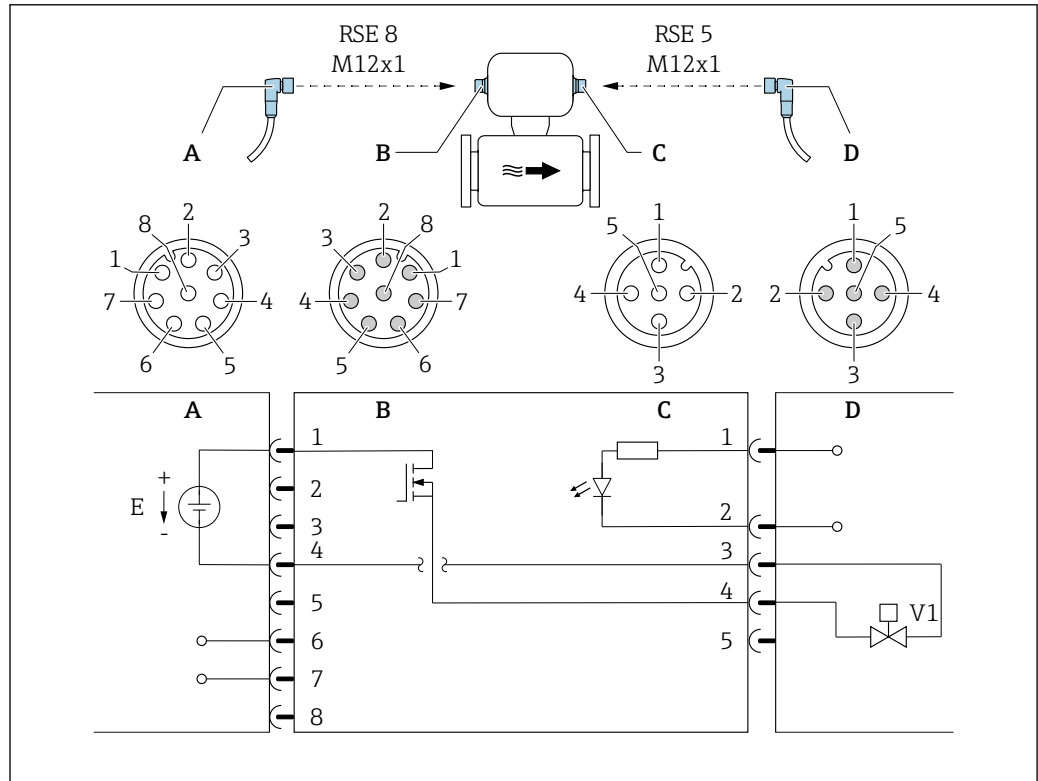 RSE 8 RSE 5
M12x1 M12x1
A B C D
2 2 1 1
8 3 8 5 5
1 3 1
7 4 4 7 4 2 2 4
6 5 5 6 3 3
A B C D
1 1
+
E
-
2
3 2
4 3
5 4 V1
6 5
7
8